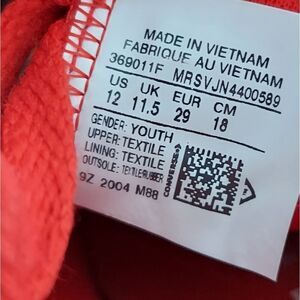 MADE IN VIETNAM
FABRIQUE AU VIETNAM
369011F MRSVJN4400589
US UK EUR CM
12 11.5 29 18
GENDER: YOUTH
UPPER: TEXTILE
LINING: TEXTILE
OUTSOLE: TEXTILE/RUBBER
9Z 2004 M88
CONVERSE